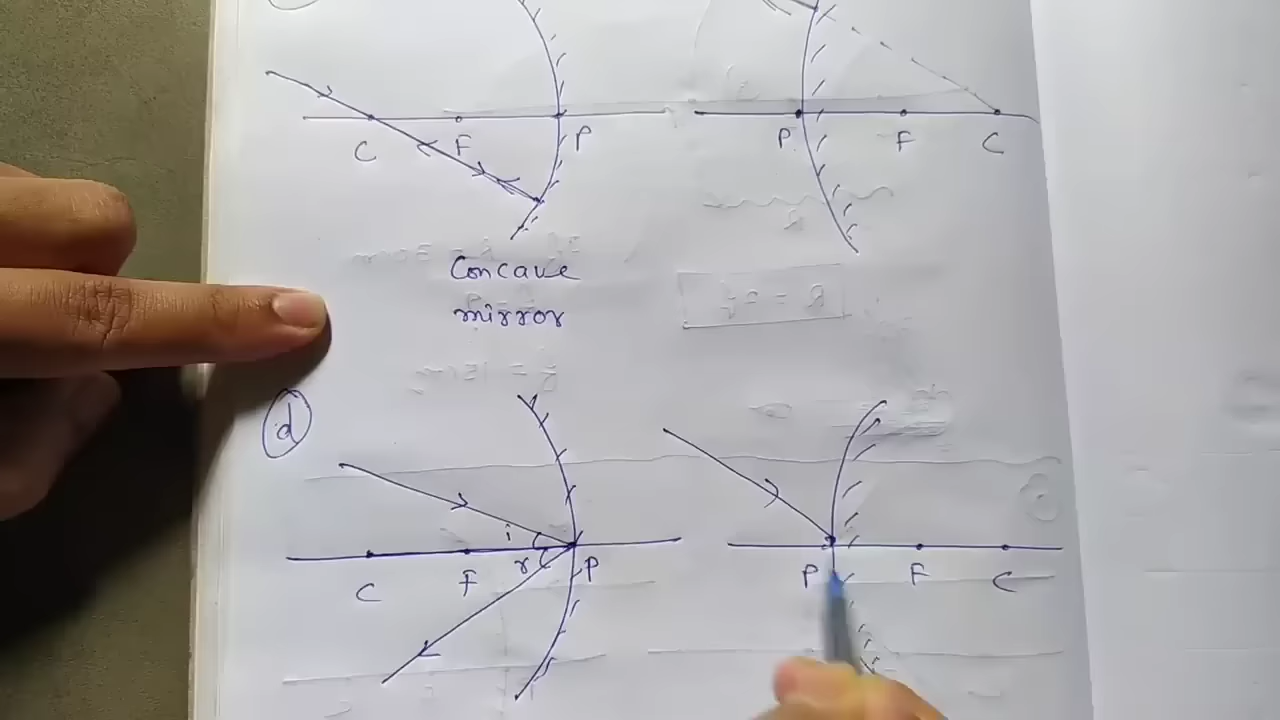 C F P
P F C
Concave
mirror
d
i
r
C F P
P F C